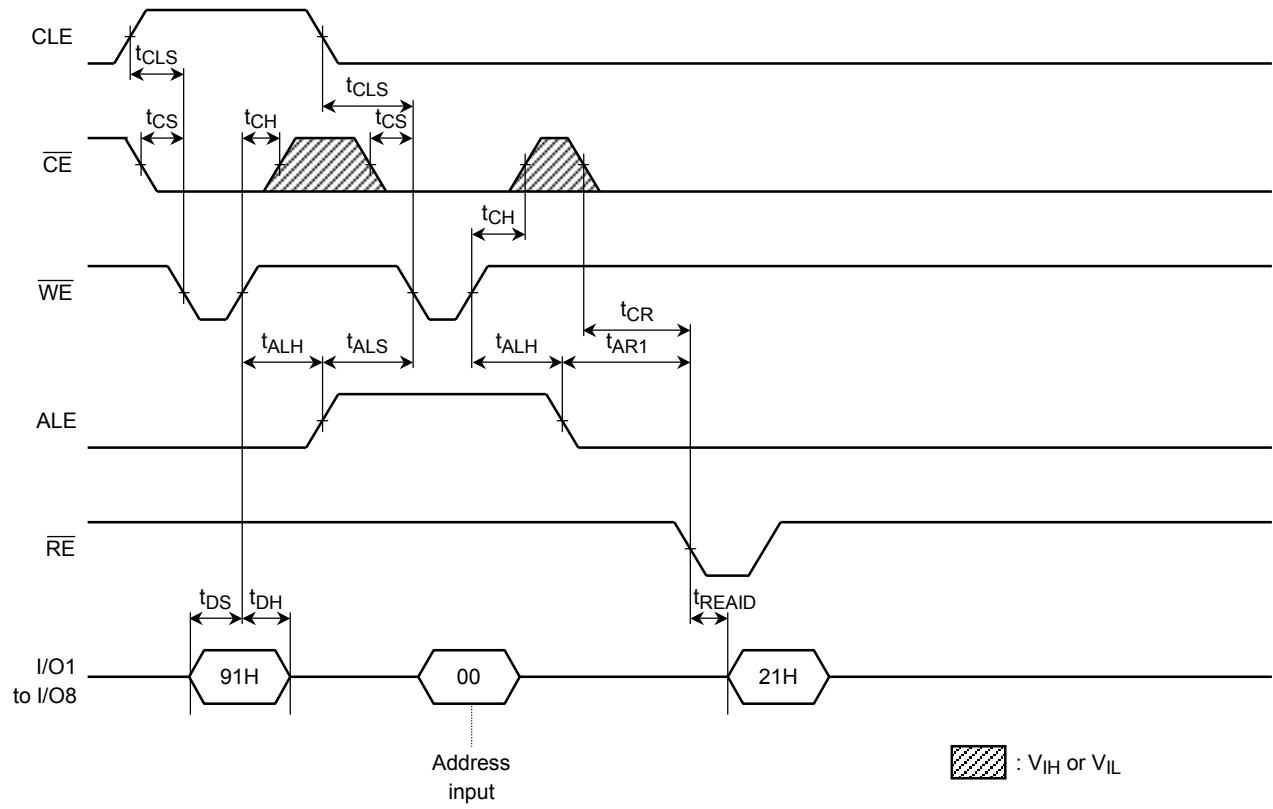 CLE
tCLS
tCLS
tCS
tCH
tCS
CE
tCH
WE
tCR
tALH
tALS
tALH
tAR1
ALE
RE
tDS
tDH
tREAID
I/O1
to I/O8
91H
00
21H
Address
input
: VIH or VIL